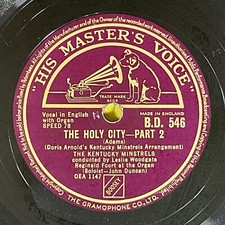 "HIS MASTER'S VOICE"
TRADE MARK
REGD
Vocal in English
with Organ
SPEED 78
MADE IN ENGLAND
B.D. 546
THE HOLY CITY—PART 2
(Adams)
(Doris Arnold's Kentucky Minstrels Arrangement)
THE KENTUCKY MINSTRELS
conducted by Leslie Woodgate
Reginald Foort at the Organ
(Soloist—John Duncan)
OEA 1147
BOOSEY
THE GRAMOPHONE CO., LTD.